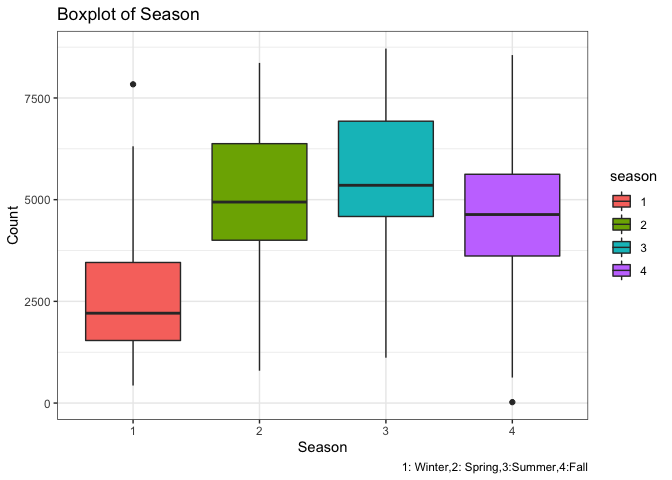 Boxplot of Season
Count
7500
5000
2500
0
1
2
3
4
Season
season
1
2
3
4
1: Winter,2: Spring,3:Summer,4:Fall